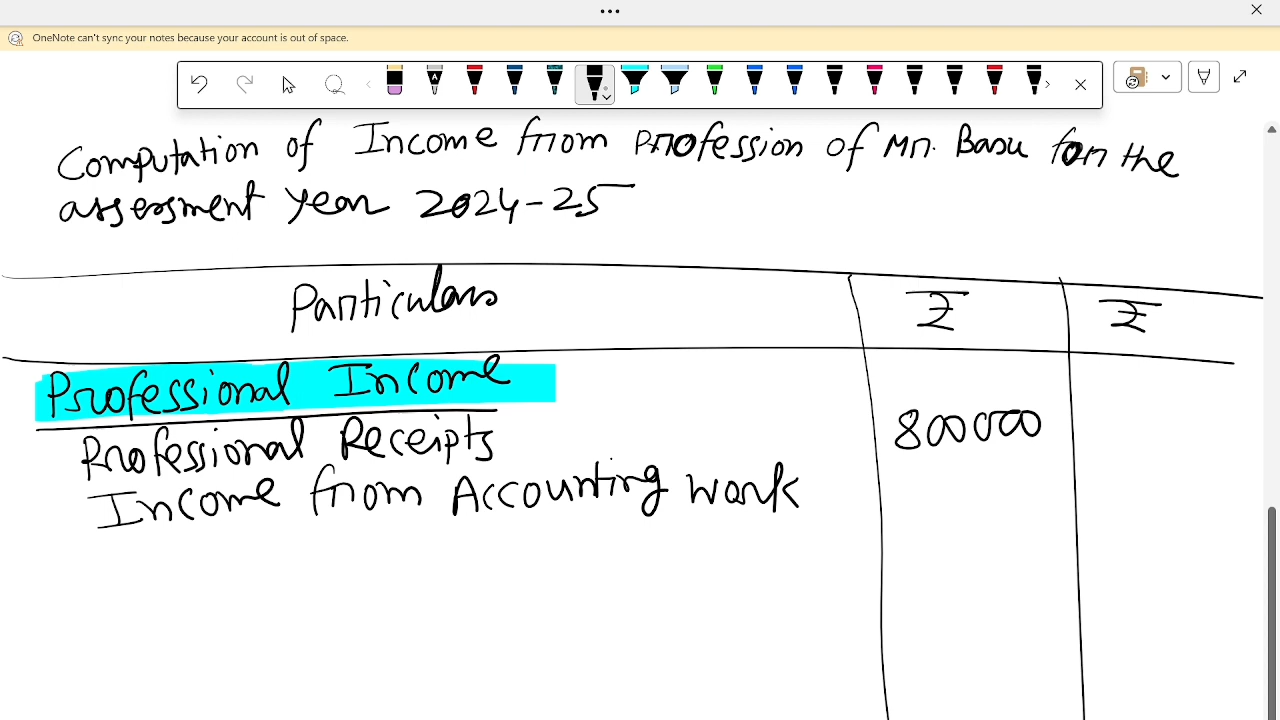 OneNote can't sync your notes because your account is out of space.
Computation of Income from Profession of Mr. Basu for the
assessment year 2024-25
Particulars ₹ ₹
Professional Income
Professional Receipts 800000
Income from Accounting work